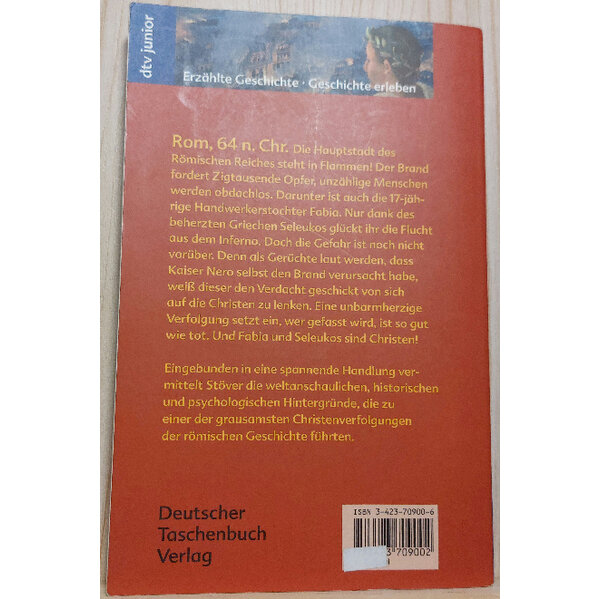 dtv junior
Erzählte Geschichte · Geschichte erleben
Rom, 64 n. Chr. Die Hauptstadt des
Römischen Reiches steht in Flammen! Der Brand
fordert Zigtausende Opfer, unzählige Menschen
werden obdachlos. Darunter ist auch die 17-jäh-
rige Handwerkerstochter Fabia. Nur dank des
beherzten Griechen Seleukos glückt ihr die Flucht
aus dem Inferno. Doch die Gefahr ist noch nicht
vorüber. Denn als Gerüchte laut werden, dass
Kaiser Nero selbst den Brand verursacht habe,
weiß dieser den Verdacht geschickt von sich
auf die Christen zu lenken. Eine unbarmherzige
Verfolgung setzt ein, wer gefasst wird, ist so gut
wie tot. Und Fabia und Seleukos sind Christen!
Eingebunden in eine spannende Handlung ver-
mittelt Stöver die weltanschaulichen, historischen
und psychologischen Hintergründe, die zu
einer der grausamsten Christenverfolgungen
der römischen Geschichte führten.
Deutscher
Taschenbuch
Verlag
ISBN 3-423-70900-6
709002